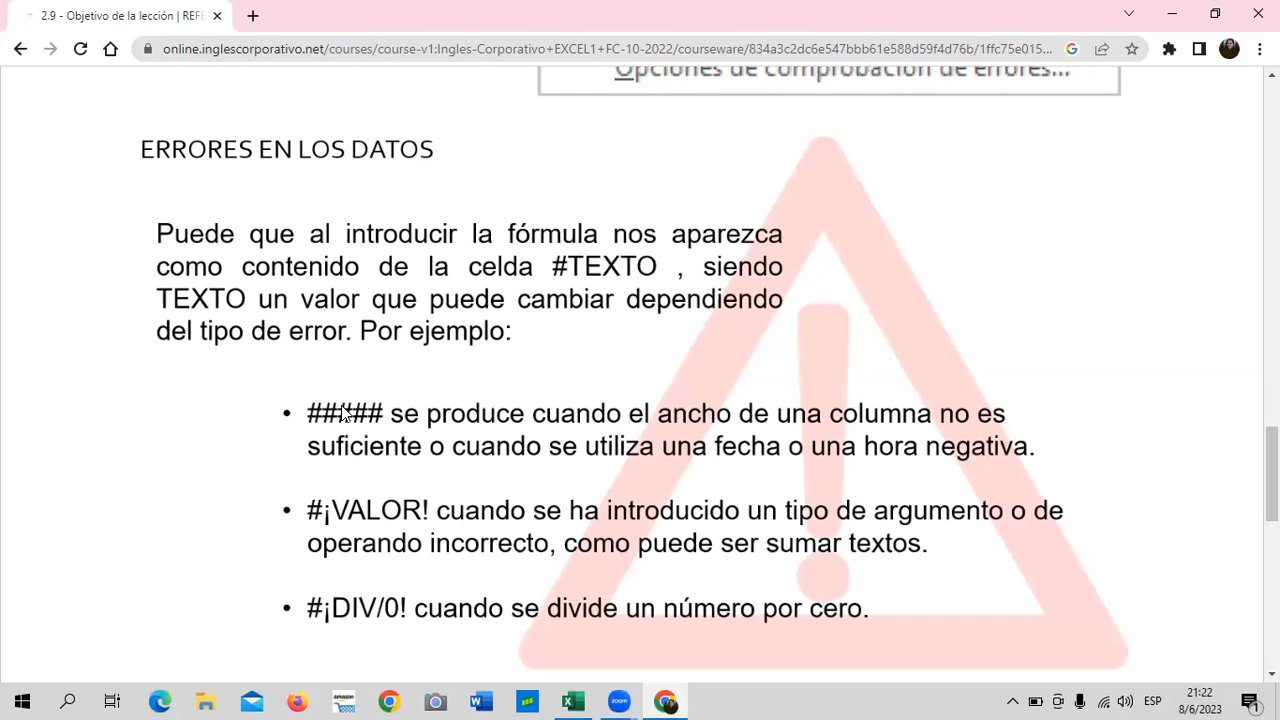 2.9 - Objetivo de la lección | REFE
online.inglescorporativo.net/courses/course-v1:Ingles-Corporativo+EXCEL1+FC-10-2022/courseware/834a3c2dc6e547bbb61e588d59f4d76b/1ffc75e015...
Opciones de comprobación de errores...
ERRORES EN LOS DATOS
Puede que al introducir la fórmula nos aparezca
como contenido de la celda #TEXTO , siendo
TEXTO un valor que puede cambiar dependiendo
del tipo de error. Por ejemplo:
• ##### se produce cuando el ancho de una columna no es
suficiente o cuando se utiliza una fecha o una hora negativa.
• #¡VALOR! cuando se ha introducido un tipo de argumento o de
operando incorrecto, como puede ser sumar textos.
• #¡DIV/0! cuando se divide un número por cero.
amazon
zoom
ESP
21:22
8/6/2023